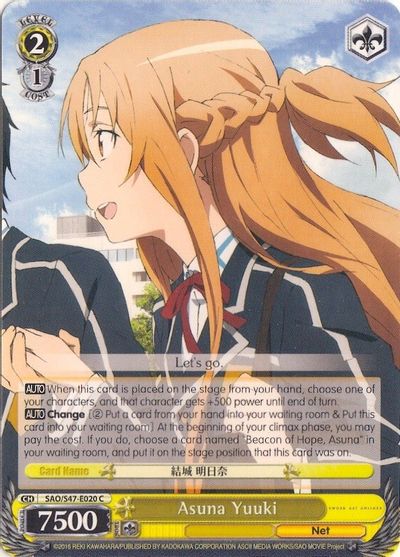 LEVEL
2
1
COST
Let's go.
AUTO When this card is placed on the stage from your hand, choose one of
your characters, and that character gets +500 power until end of turn.
AUTO Change [② Put a card from your hand into your waiting room & Put this
card into your waiting room] At the beginning of your climax phase, you may
pay the cost. If you do, choose a card named "Beacon of Hope, Asuna" in
your waiting room, and put it on the stage position that this card was on.
Card Name
結城 明日奈
CH SAO/S47-E020 C
Asuna Yuuki
7500
Net
©2016 REKI KAWAHARA/PUBLISHED BY KADOKAWA CORPORATION ASCII MEDIA WORKS/SAO MOVIE Project